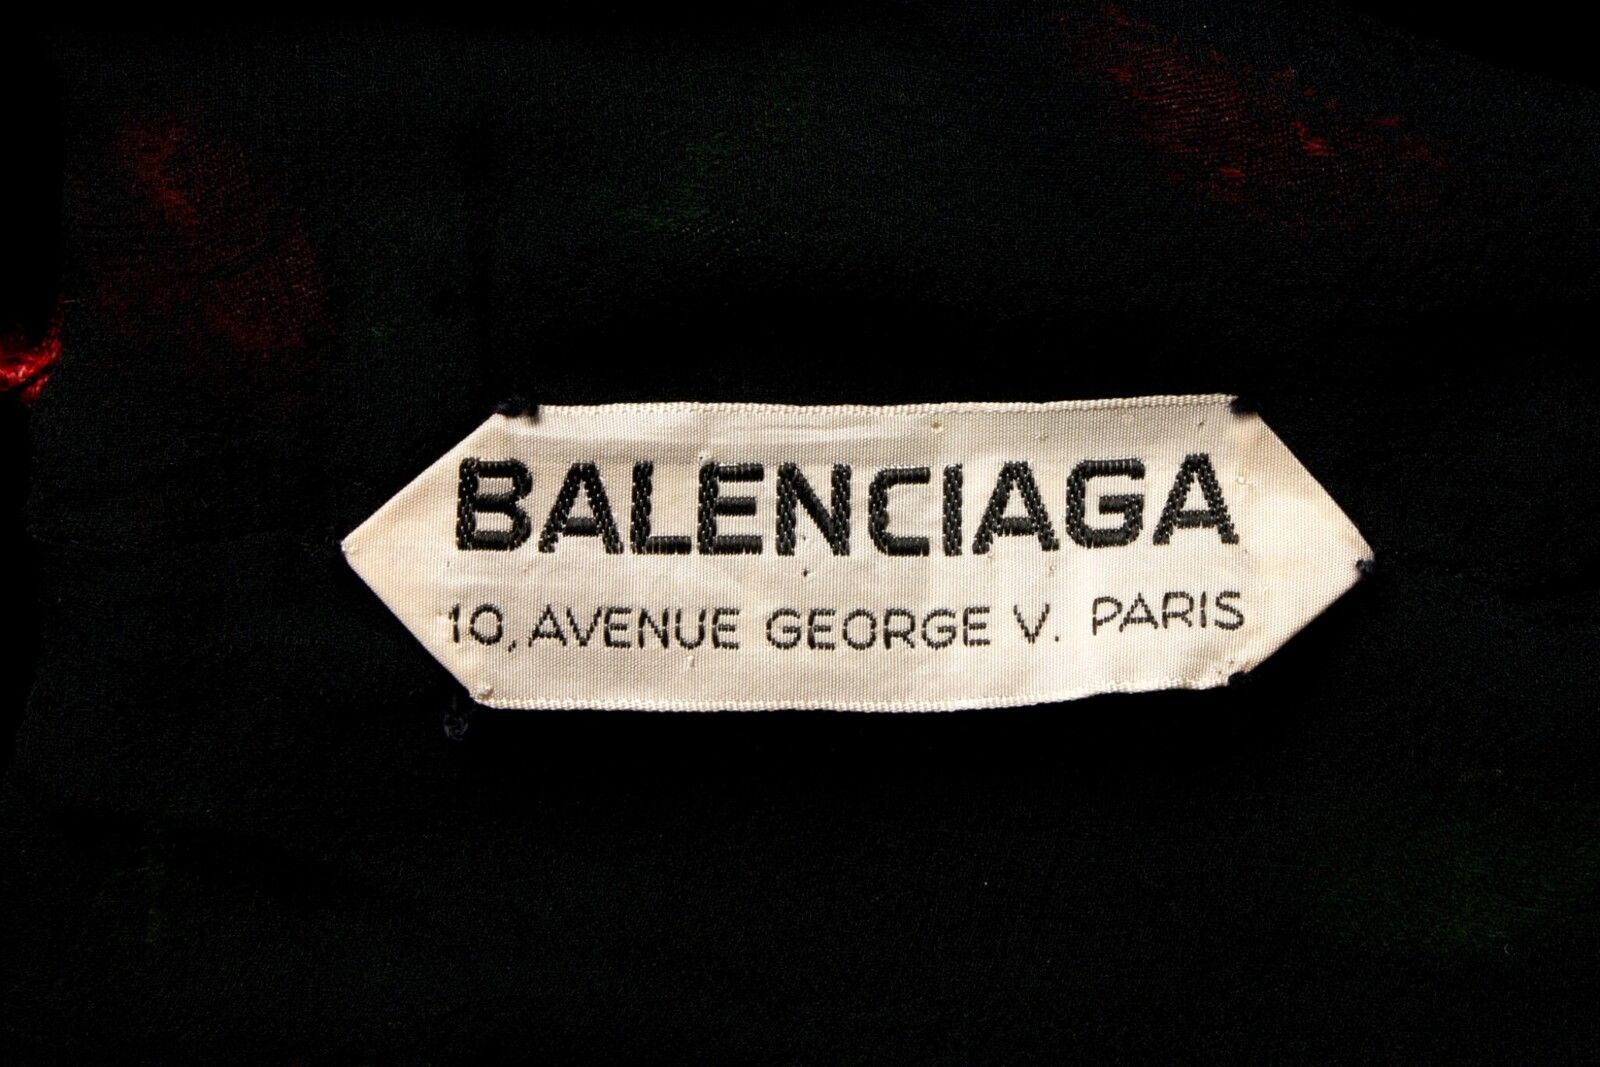 BALENCIAGA
10, AVENUE GEORGE V. PARIS